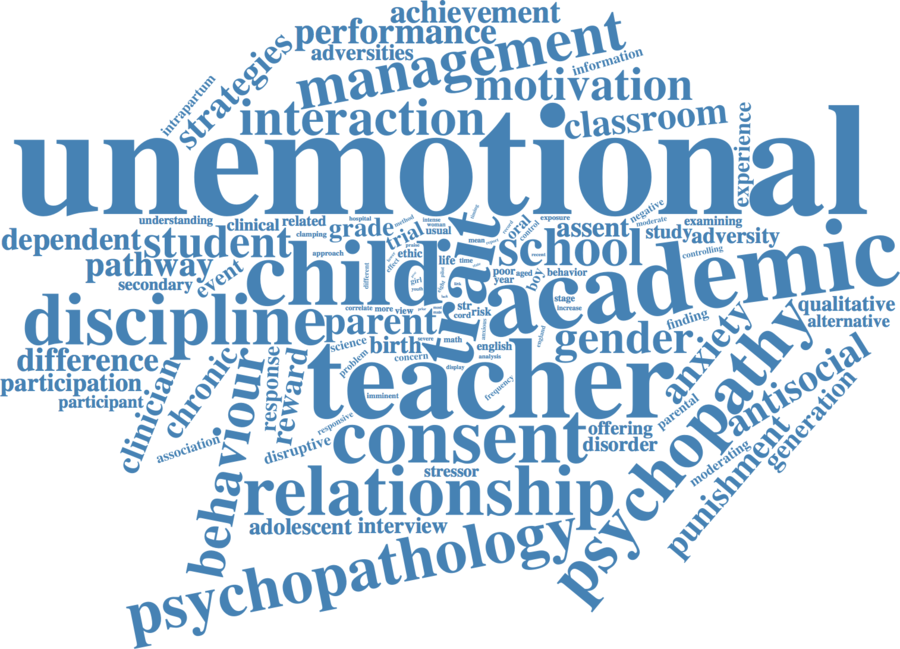 achievement
performance
adversities
management
information
strategies
intrapartum
motivation
interaction
classroom
experience
unemotional
understanding
clinical
related
hospital
clamping
grade
method
intense
woman
usual
trial
oral
control
exposure
negative
moderate
examining
assent
study
adversity
dependent
student
school
controlling
pathway
event
secondary
approach
different
child
effect
ethic
life
time
mean
recent
trait
poor
aged
year
boy
behavior
girl
academic
stage
increase
qualitative
alternative
discipline
correlate
more
view
str
cord
risk
parent
birth
science
problem
concern
severe
math
english
analysis
display
england
gender
finding
anxiety
difference
participation
participant
clinician
chronic
association
behaviour
response
reward
disruptive
responsive
imminent
teacher
frequency
parental
psychopathy
antisocial
generation
moderating
punishment
consent
offering
disorder
stressor
relationship
adolescent
interview
psychopathology